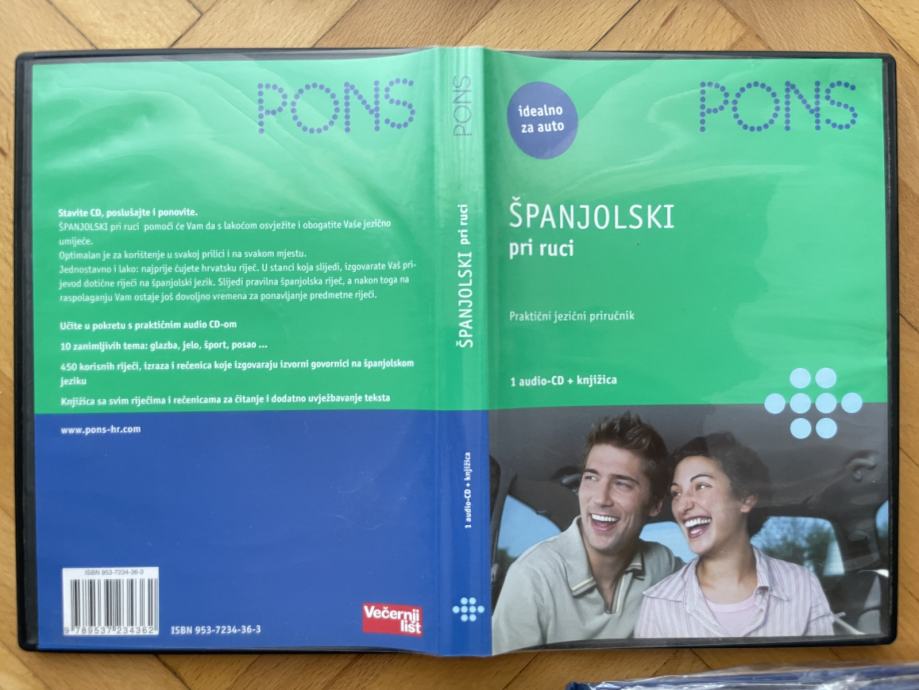 PONS
Stavite CD, poslušajte i ponovite.
ŠPANJOLSKI pri ruci pomoći će Vam da s lakoćom osvježite i obogatite Vaše jezično
umijeće.
Optimalan je za korištenje u svakoj prilici i na svakom mjestu.
Jednostavno i lako: najprije čujete hrvatsku riječ. U stanci koja slijedi, izgovarate Vaš pri-
jevod dotične riječi na španjolski jezik. Slijedi pravilna španjolska riječ, a nakon toga na
raspolaganju Vam ostaje još dovoljno vremena za ponavljanje predmetne riječi.
Učite u pokretu s praktičnim audio CD-om
10 zanimljivih tema: glazba, jelo, šport, posao ...
450 korisnih riječi, izraza i rečenica koje izgovaraju izvorni govornici na španjolskom
jeziku
Knjižica sa svim riječima i rečenicama za čitanje i dodatno uvježbavanje teksta
www.pons-hr.com
ISBN 953-7234-36-3
9 789537 234362
ISBN 953-7234-36-3
Večernji
list
PONS
ŠPANJOLSKI pri ruci
1 audio-CD + knjižica
idealno
za auto
PONS
ŠPANJOLSKI
pri ruci
Praktični jezični priručnik
1 audio-CD + knjižica